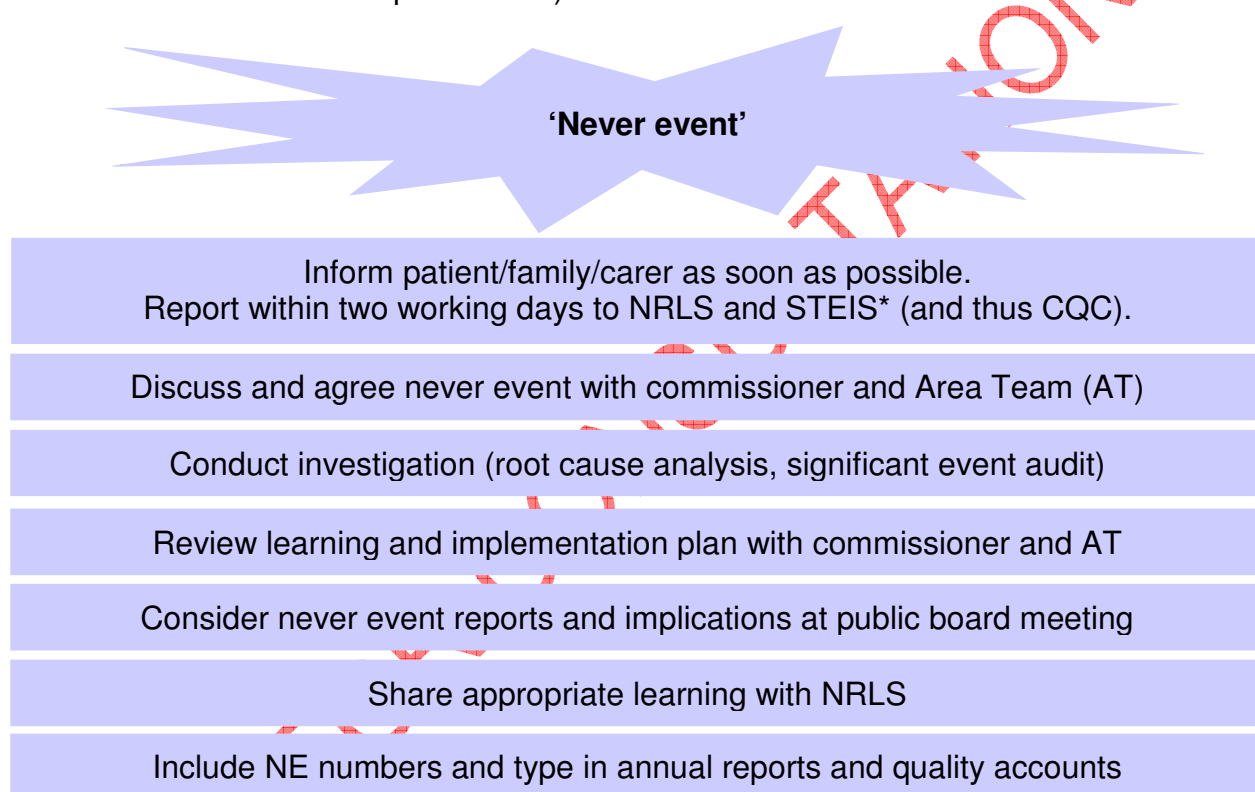 ‘Never event’
Inform patient/family/carer as soon as possible.
Report within two working days to NRLS and STEIS* (and thus CQC).
Discuss and agree never event with commissioner and Area Team (AT)
Conduct investigation (root cause analysis, significant event audit)
Review learning and implementation plan with commissioner and AT
Consider never event reports and implications at public board meeting
Share appropriate learning with NRLS
Include NE numbers and type in annual reports and quality accounts